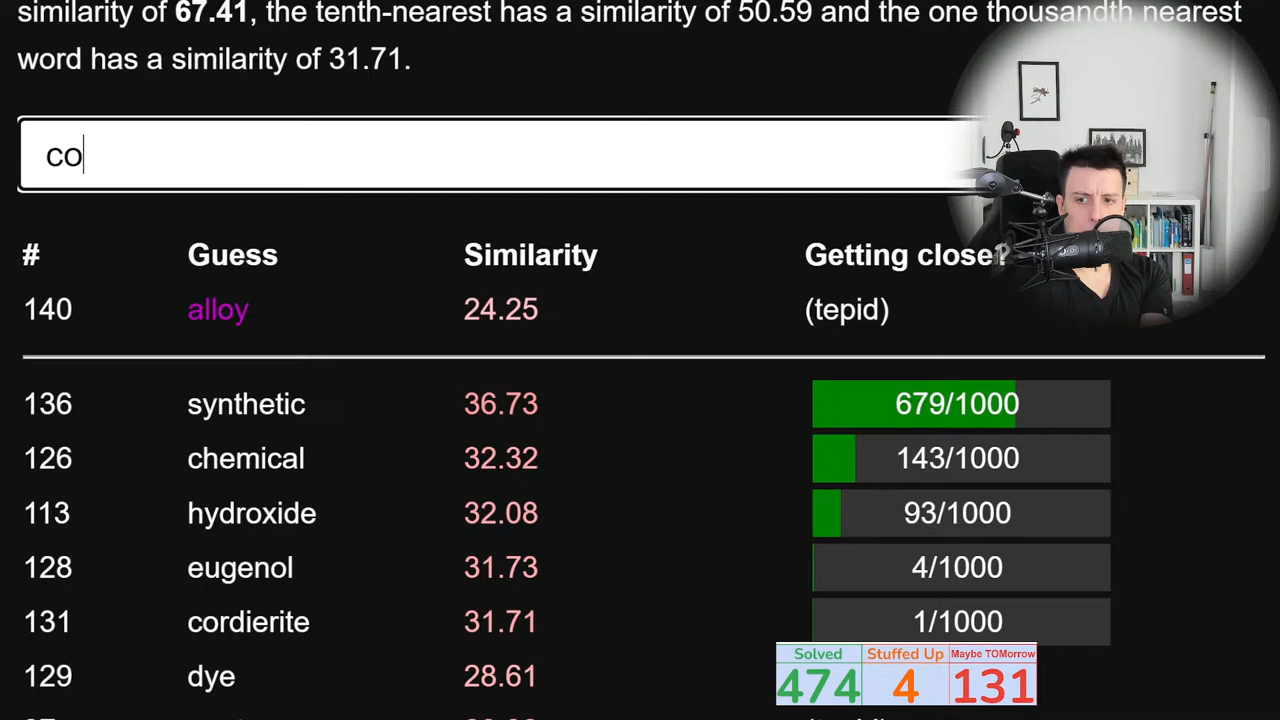 similarity of 67.41, the tenth-nearest has a similarity of 50.59 and the one thousandth nearest
word has a similarity of 31.71.
co
# Guess Similarity Getting close?
140 alloy 24.25 (tepid)
136 synthetic 36.73 679/1000
126 chemical 32.32 143/1000
113 hydroxide 32.08 93/1000
128 eugenol 31.73 4/1000
131 cordierite 31.71 1/1000
129 dye 28.61
Solved Stuffed Up Maybe TOMorrow
474 4 131